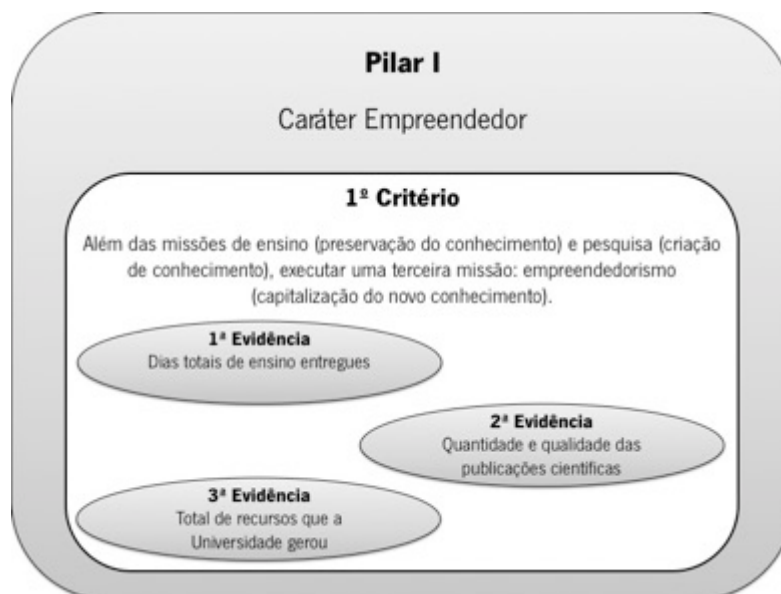 Pilar I
Caráter Empreendedor
1º Critério
Além das missões de ensino (preservação do conhecimento) e pesquisa (criação
de conhecimento), executar uma terceira missão: empreendedorismo
(capitalização do novo conhecimento).
1ª Evidência
Dias totais de ensino entregues
2ª Evidência
Quantidade e qualidade das
publicações científicas
3ª Evidência
Total de recursos que a
Universidade gerou